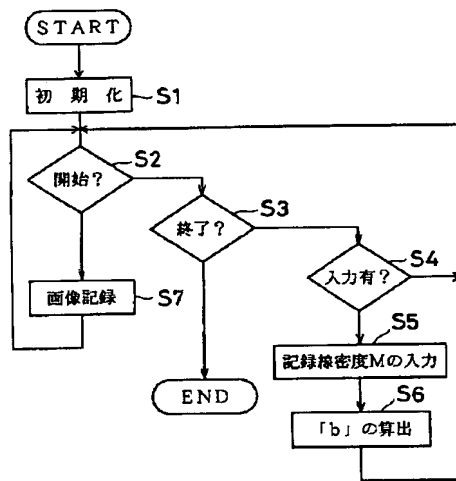 START
初期化
S1
開始?
S2
終了?
S3
入力有?
S4
画像記録
S7
記録線密度Mの入力
S5
END
「b」の算出
S6